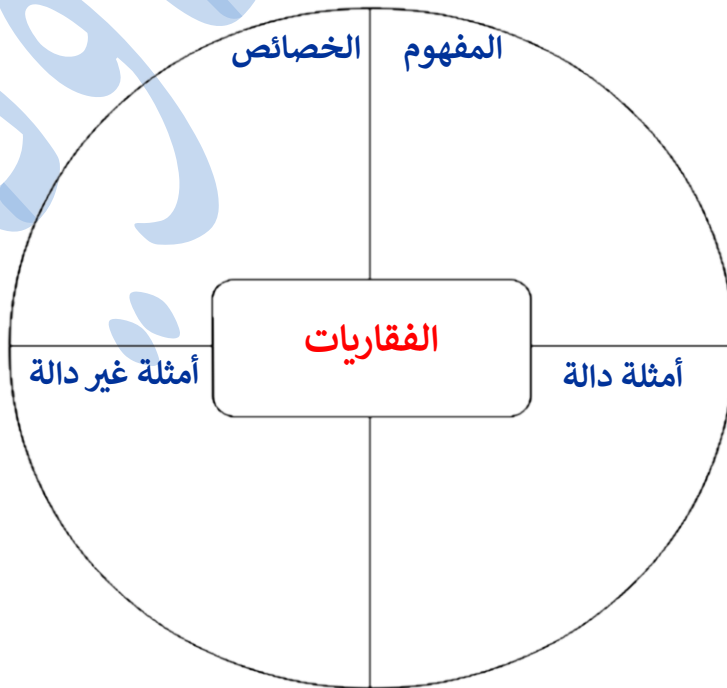 المفهوم
الخصائص
الفقاريات
أمثلة دالة
أمثلة غير دالة